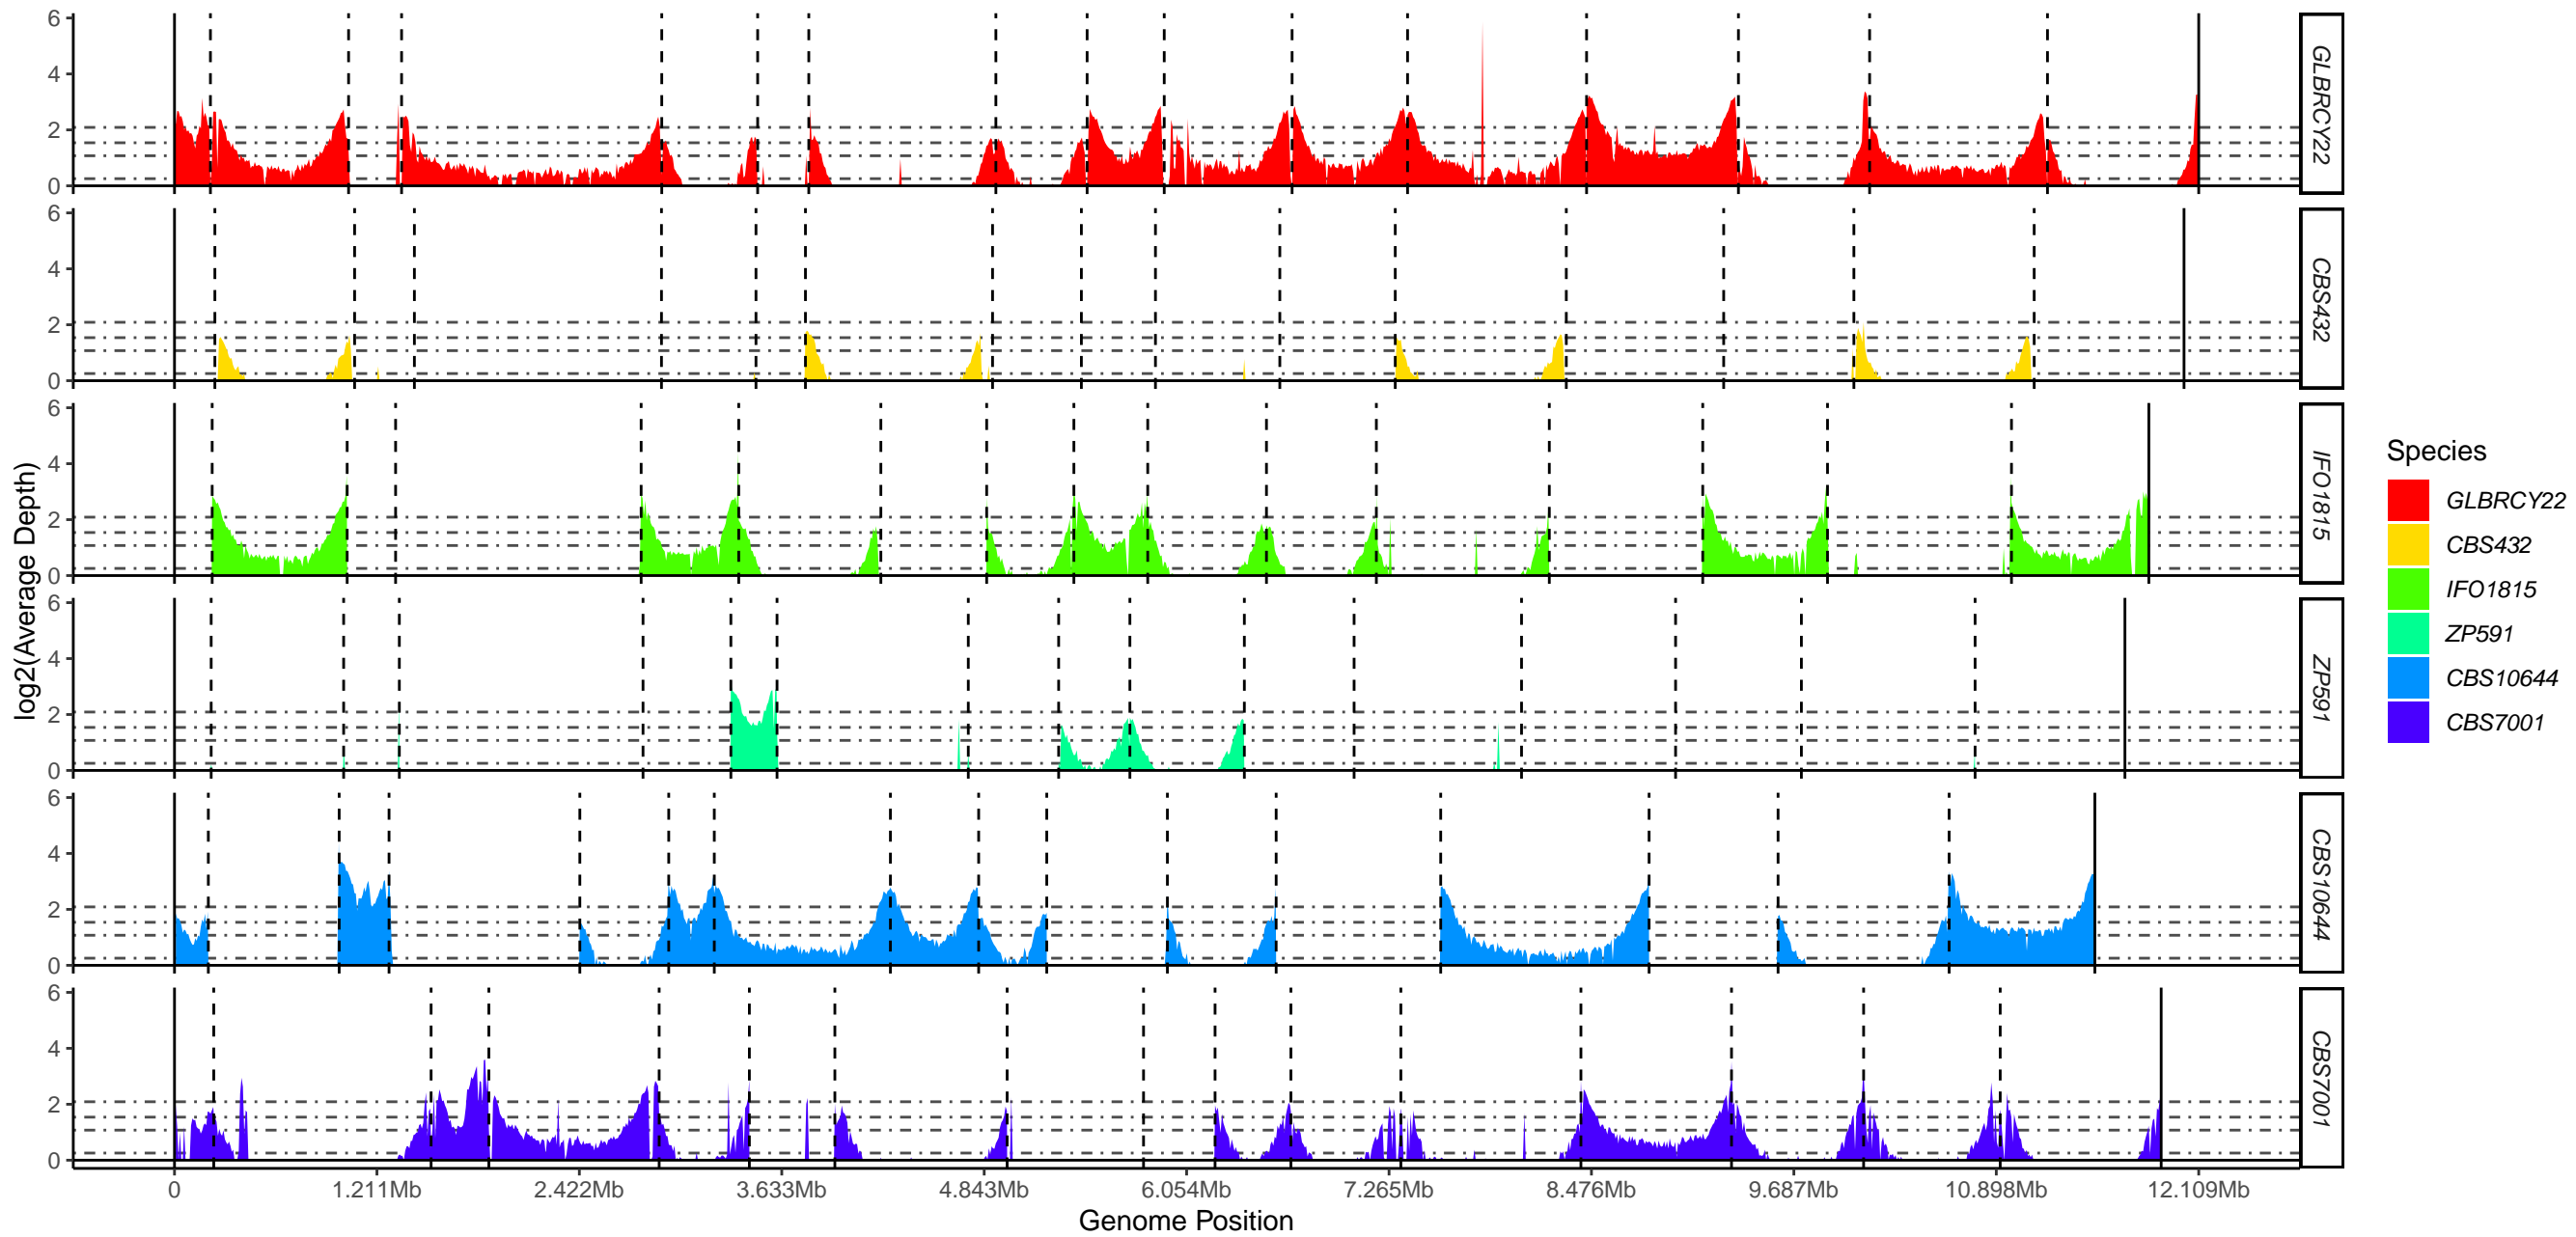 log2(Average Depth)
6
4
2
0
GLBRCY22
6
4
2
0
CBS432
6
4
2
0
IFO1815
6
4
2
0
ZP591
6
4
2
0
CBS10644
6
4
2
0
CBS7001
0 1.211Mb 2.422Mb 3.633Mb 4.843Mb 6.054Mb 7.265Mb 8.476Mb 9.687Mb 10.898Mb 12.109Mb
Genome Position
Species
GLBRCY22
CBS432
IFO1815
ZP591
CBS10644
CBS7001